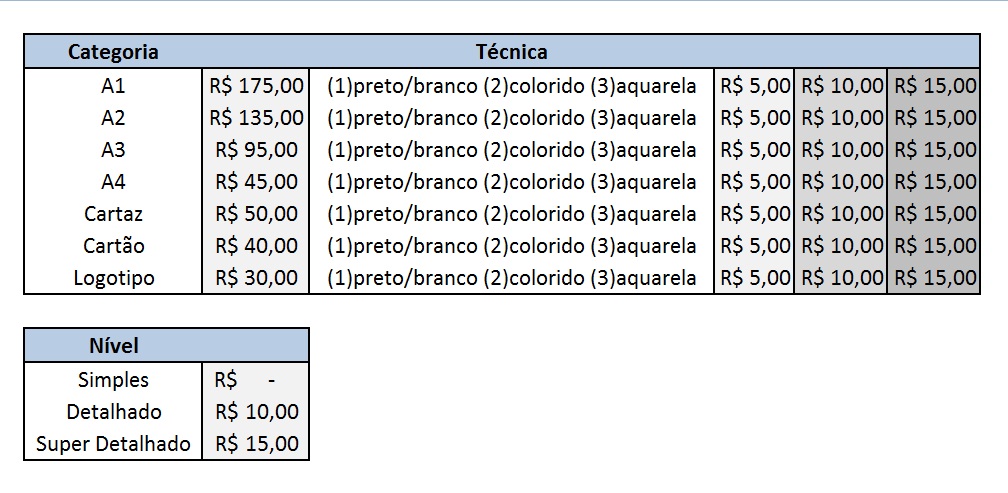 Categoria Técnica
A1 R$ 175,00 (1)preto/branco (2)colorido (3)aquarela R$ 5,00 R$ 10,00 R$ 15,00
A2 R$ 135,00 (1)preto/branco (2)colorido (3)aquarela R$ 5,00 R$ 10,00 R$ 15,00
A3 R$ 95,00 (1)preto/branco (2)colorido (3)aquarela R$ 5,00 R$ 10,00 R$ 15,00
A4 R$ 45,00 (1)preto/branco (2)colorido (3)aquarela R$ 5,00 R$ 10,00 R$ 15,00
Cartaz R$ 50,00 (1)preto/branco (2)colorido (3)aquarela R$ 5,00 R$ 10,00 R$ 15,00
Cartão R$ 40,00 (1)preto/branco (2)colorido (3)aquarela R$ 5,00 R$ 10,00 R$ 15,00
Logotipo R$ 30,00 (1)preto/branco (2)colorido (3)aquarela R$ 5,00 R$ 10,00 R$ 15,00
Nível
Simples R$ -
Detalhado R$ 10,00
Super Detalhado R$ 15,00